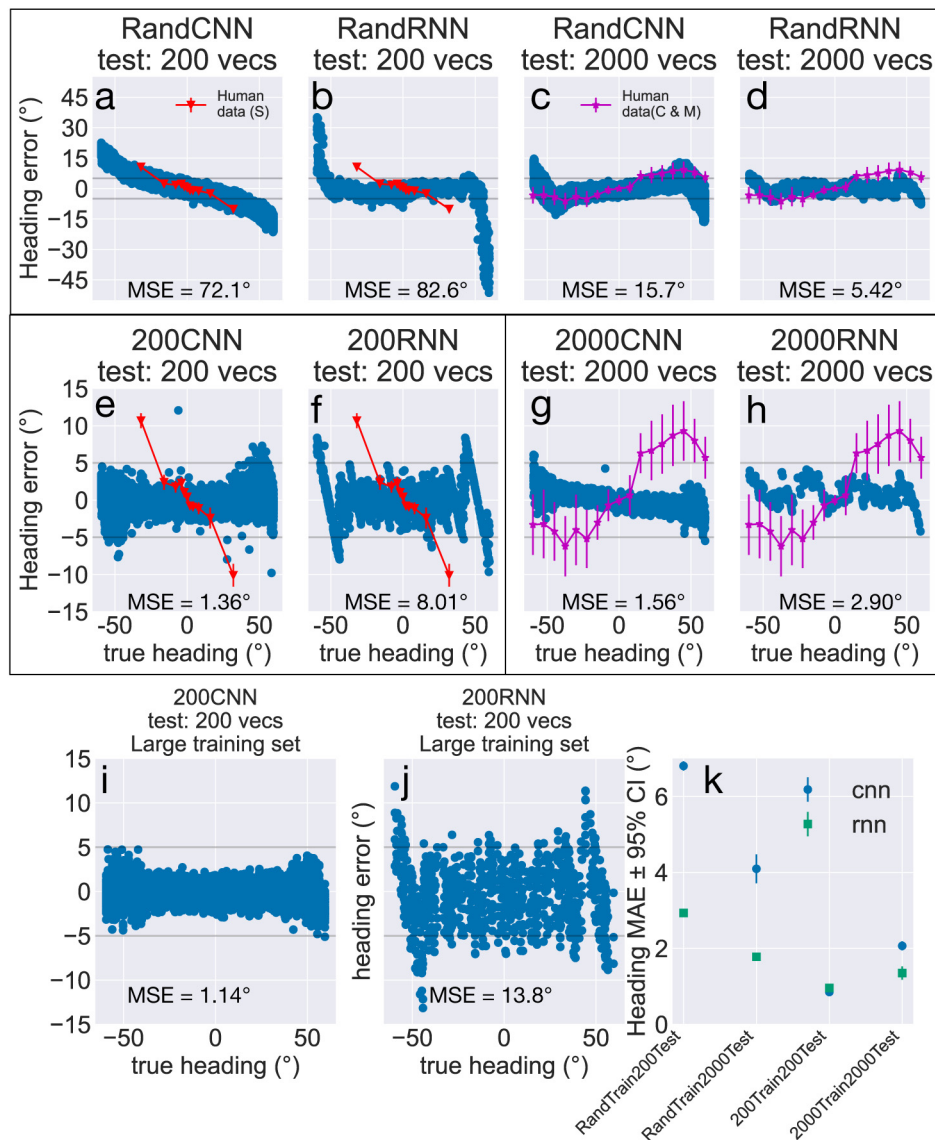 RandCNN
test: 200 vecs
RandRNN
test: 200 vecs
RandCNN
test: 2000 vecs
RandRNN
test: 2000 vecs
Heading error (°)
45
30
15
0
-15
-30
-45
a
Human
data (S)
MSE = 72.1°
b
MSE = 82.6°
c
Human
data(C & M)
MSE = 15.7°
d
MSE = 5.42°
200CNN
test: 200 vecs
200RNN
test: 200 vecs
2000CNN
test: 2000 vecs
2000RNN
test: 2000 vecs
Heading error (°)
15
10
5
0
-5
-10
-15
e
MSE = 1.36°
f
MSE = 8.01°
g
MSE = 1.56°
h
MSE = 2.90°
-50 0 50
-50 0 50
-50 0 50
-50 0 50
true heading (°)
true heading (°)
true heading (°)
true heading (°)
200CNN
test: 200 vecs
Large training set
15
10
5
0
−5
−10
−15
i
MSE = 1.14°
−50 0 50
true heading (°)
200RNN
test: 200 vecs
Large training set
heading error (°)
15
10
5
0
−5
−10
−15
j
MSE = 13.8°
−50 0 50
true heading (°)
Heading MAE ± 95% CI (°)
6
4
2
0
k
cnn
rnn
RandTrain200Test
RandTrain2000Test
200Train200Test
2000Train2000Test